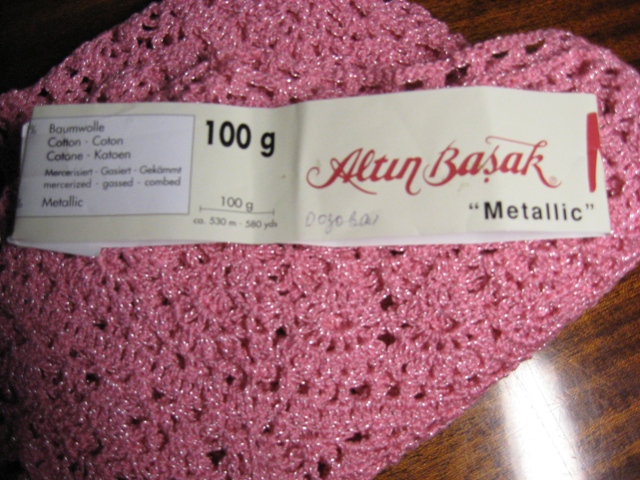 % Baumwolle
Cotton - Coton
Cotone - Katoen
Mercerisiert - Gasiert - Gekämmt
mercerized - gassed - combed
% Metallic
100 g
100 g
ca. 530 m - 580 yds
Altın Başak
"Metallic"